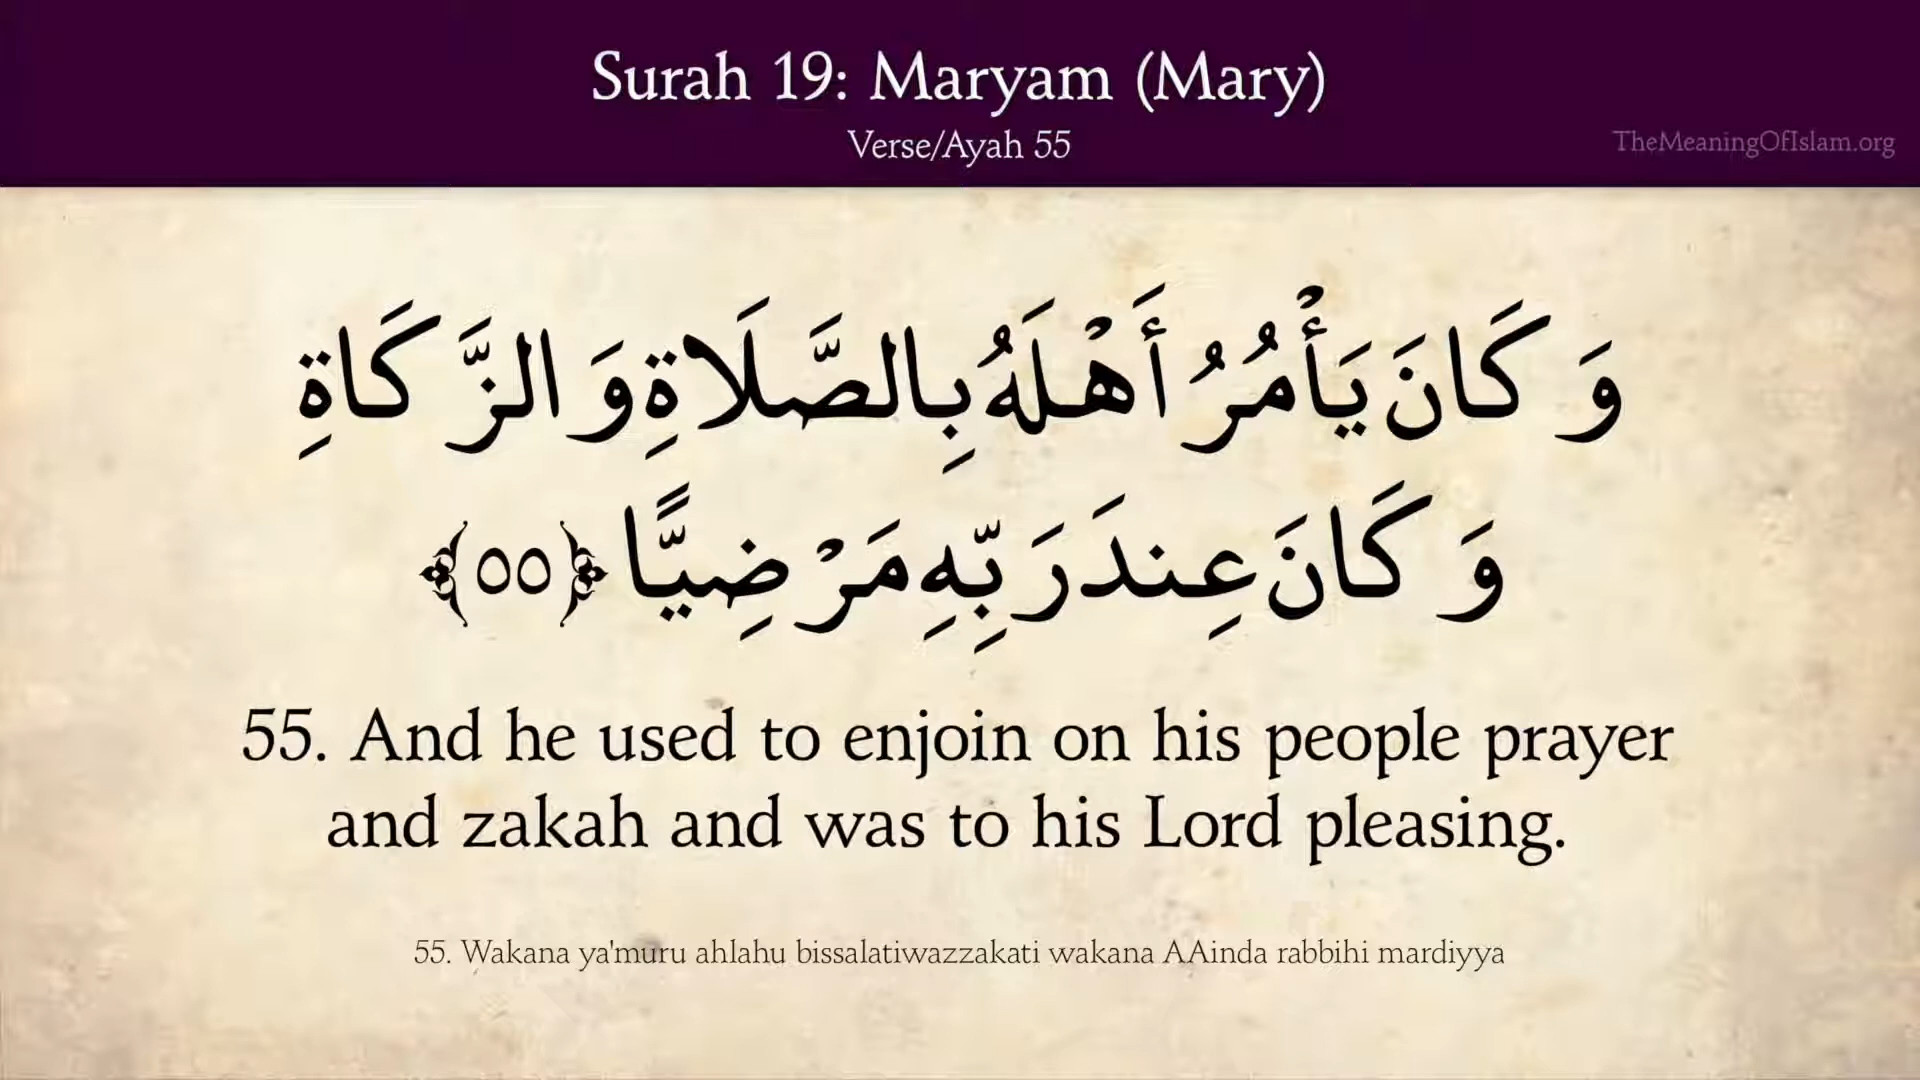 Surah 19: Maryam (Mary)
Verse/Ayah 55
TheMeaningOfIslam.org
وَكَانَ يَأْمُرُ أَهْلَهُ بِالصَّلَاةِ وَالزَّكَاةِ
وَكَانَ عِندَ رَبِّهِ مَرْضِيًّا ﴿٥٥﴾
55. And he used to enjoin on his people prayer
and zakah and was to his Lord pleasing.
55. Wakana ya'muru ahlahu bissalatiwazzakati wakana AAinda rabbihi mardiyya